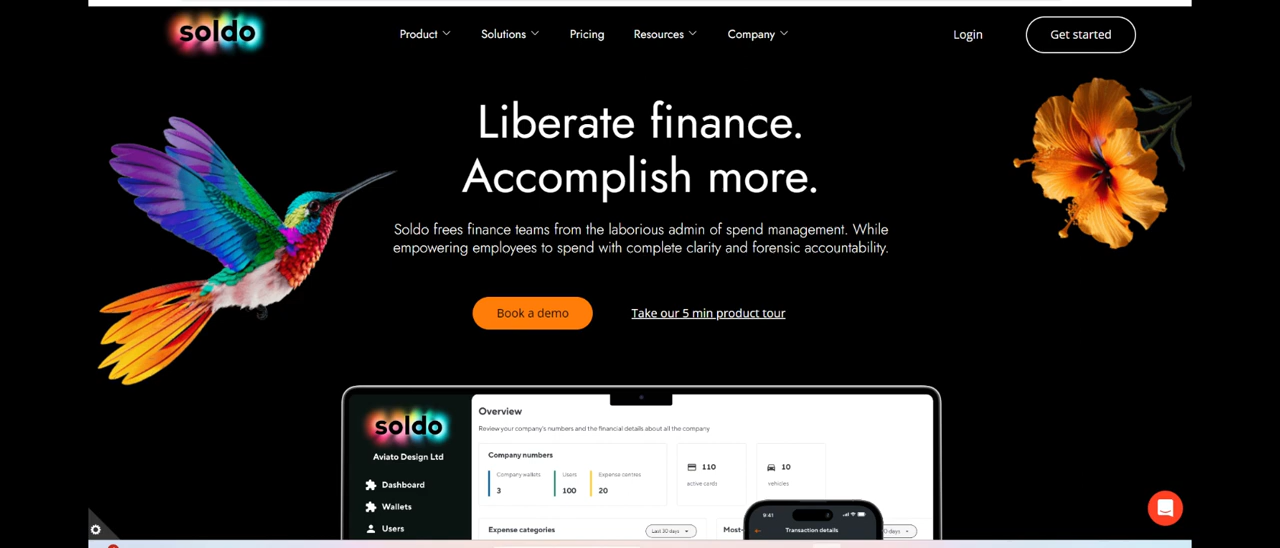 soldo
Product
Solutions
Pricing
Resources
Company
Login
Get started
Liberate finance.
Accomplish more.
Soldo frees finance teams from the laborious admin of spend management. While
empowering employees to spend with complete clarity and forensic accountability.
Book a demo
Take our 5 min product tour
soldo
Aviato Design Ltd
Dashboard
Wallets
Users
Overview
Review your company's numbers and the financial details about all the company
Company numbers
Company wallets
3
Users
100
Expense centres
20
110
active cards
10
vehicles
Expense categories
Last 30 days
Most-
0 days
9:41
Transaction details